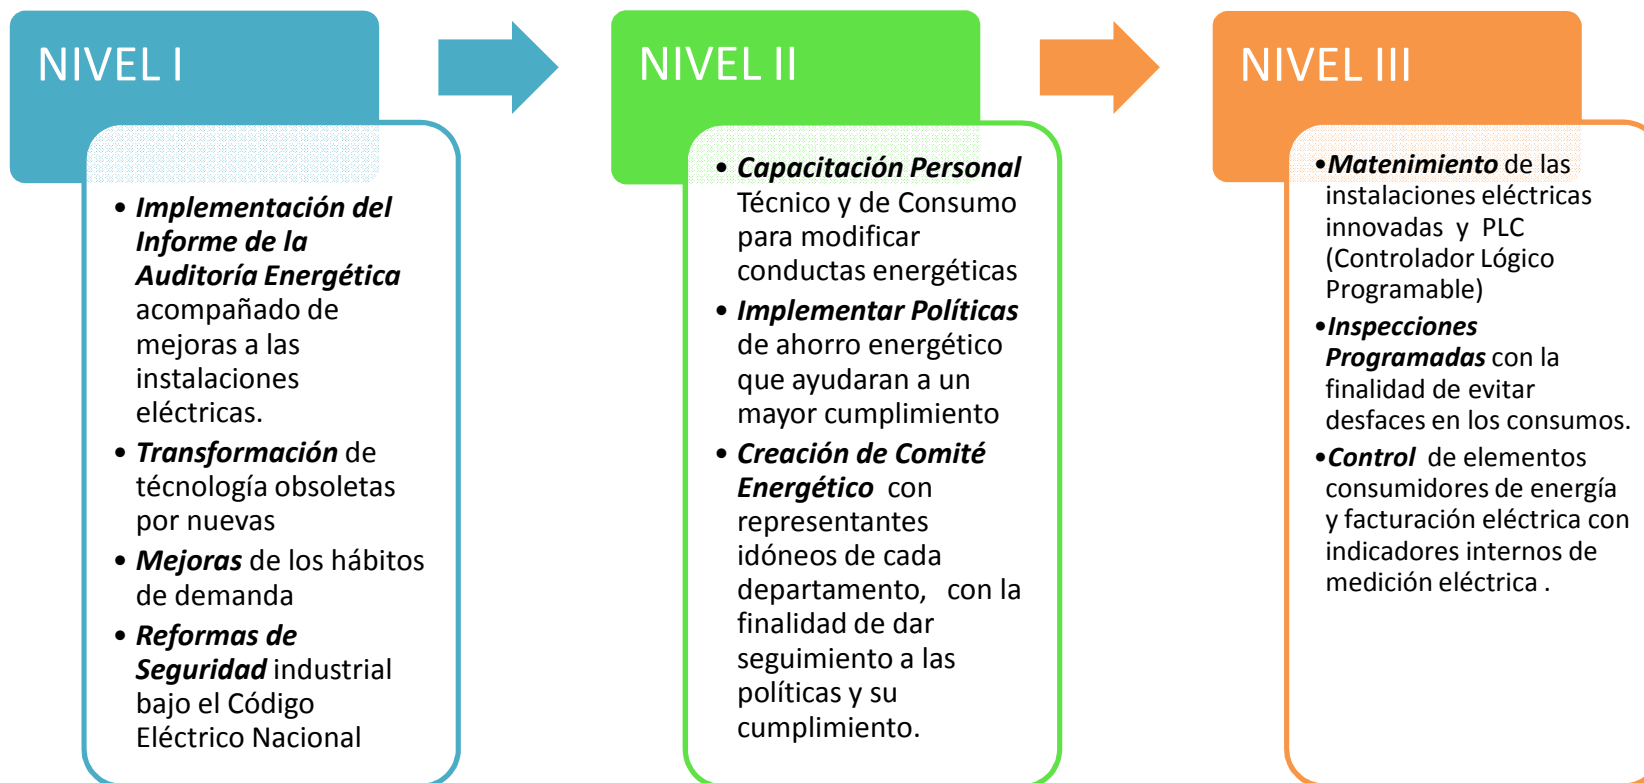 NIVEL I
• Implementación del
Informe de la
Auditoría Energética
acompañado de
mejoras a las
instalaciones
eléctricas.
• Transformación de
técnología obsoletas
por nuevas
• Mejoras de los hábitos
de demanda
• Reformas de
Seguridad industrial
bajo el Código
Eléctrico Nacional
NIVEL II
• Capacitación Personal
Técnico y de Consumo
para modificar
conductas energéticas
• Implementar Políticas
de ahorro energético
que ayudaran a un
mayor cumplimiento
• Creación de Comité
Energético con
representantes
idóneos de cada
departamento, con la
finalidad de dar
seguimiento a las
políticas y su
cumplimiento.
NIVEL III
•Matenimiento de las
instalaciones eléctricas
innovadas y PLC
(Controlador Lógico
Programable)
•Inspecciones
Programadas con la
finalidad de evitar
desfaces en los consumos.
•Control de elementos
consumidores de energía
y facturación eléctrica con
indicadores internos de
medición eléctrica .